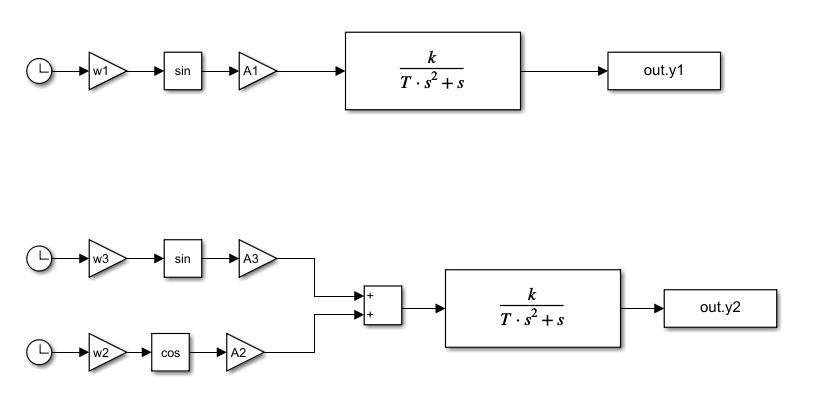 w1 sin A1 k out.y1
T · s² + s
w3 sin A3
+
+
k
T · s² + s
out.y2
w2 cos A2